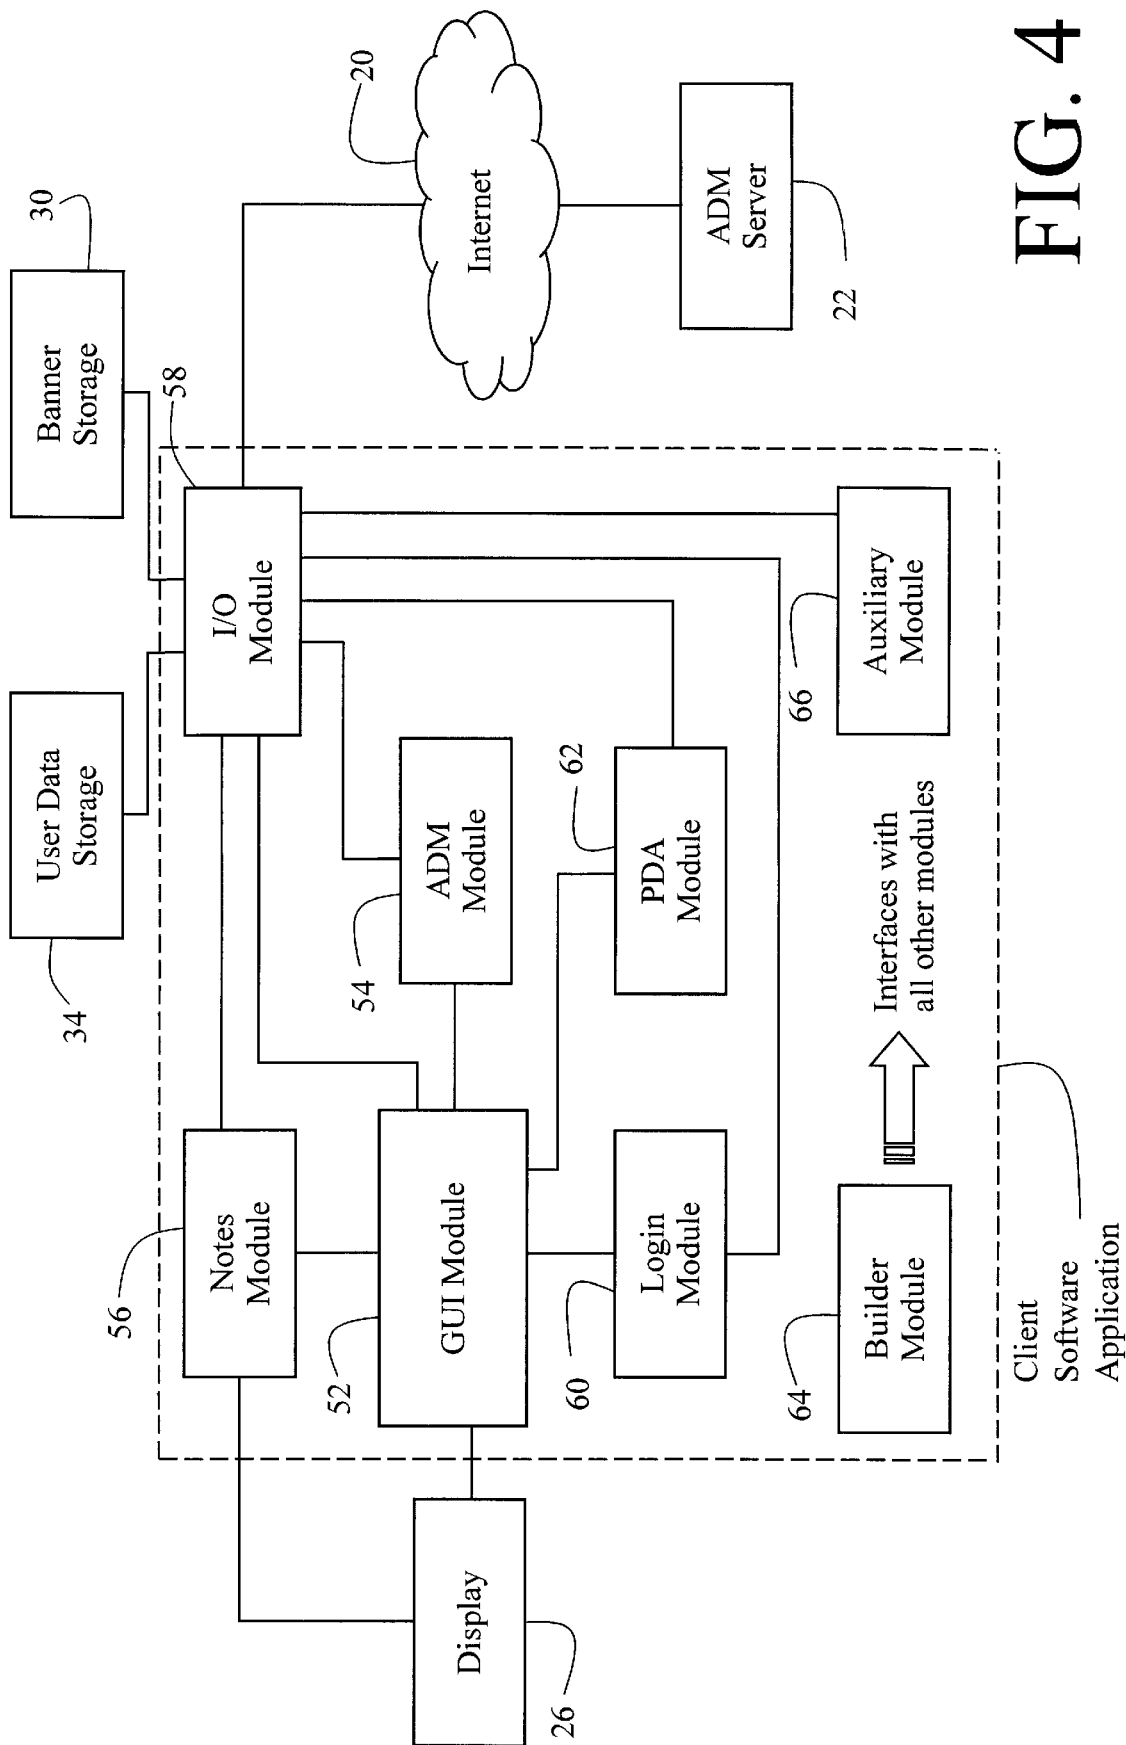 34
User Data
Storage
30
Banner
Storage
56
Notes
Module
58
I/O
Module
20
Internet
26
Display
52
GUI Module
54
ADM
Module
ADM
Server
22
60
Login
Module
62
PDA
Module
64
Builder
Module
Interfaces with
all other modules
66
Auxiliary
Module
Client
Software
Application
FIG. 4